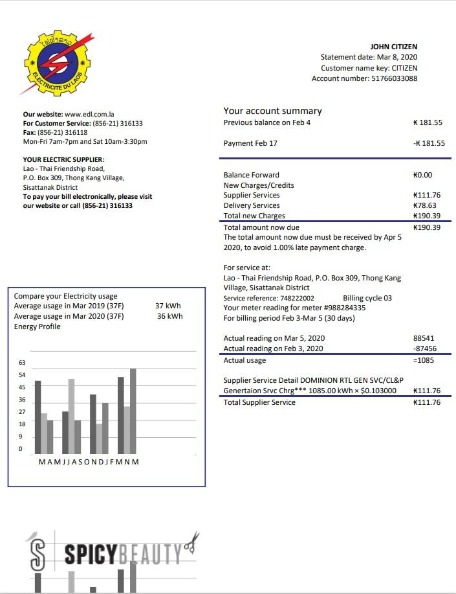 ELECTRICITE DU LAOS
JOHN CITIZEN
Statement date: Mar 8, 2020
Customer name key: CITIZEN
Account number: 51766033088
Our website: www.edl.com.la
For Customer Service: (856-21) 316133
Fax: (856-21) 316118
Mon-Fri 7am-7pm and Sat 10am-3:30pm
YOUR ELECTRIC SUPPLIER:
Lao - Thai Friendship Road,
P.O. Box 309, Thong Kang Village,
Sisattanak District
To pay your bill electronically, please visit
our website or call (856-21) 316133
Your account summary
Previous balance on Feb 4 ₭ 181.55
Payment Feb 17 -₭ 181.55
Balance Forward ₭0.00
New Charges/Credits
Supplier Services ₭111.76
Delivery Services ₭78.63
Total new Charges ₭190.39
Total amount now due ₭190.39
The total amount now due must be received by Apr 5
2020, to avoid 1.00% late payment charge.
For service at:
Lao - Thai Friendship Road, P.O. Box 309, Thong Kang
Village, Sisattanak District
Service reference: 748222002 Billing cycle 03
Your meter reading for meter #988284335
For billing period Feb 3-Mar 5 (30 days)
Actual reading on Mar 5, 2020 88541
Actual reading on Feb 3, 2020 -87456
Actual usage =1085
Supplier Service Detail DOMINION RTL GEN SVC/CL&P
Genertaion Srvc Chrg*** 1085.00 kWh × $0.103000 ₭111.76
Total Supplier Service ₭111.76
Compare your Electricity usage
Average usage in Mar 2019 (37F) 37 kWh
Average usage in Mar 2020 (37F) 36 kWh
Energy Profile
63
54
45
36
27
18
9
0
M A M J J A S O N D J F M N M
S SPICYBEAUTY